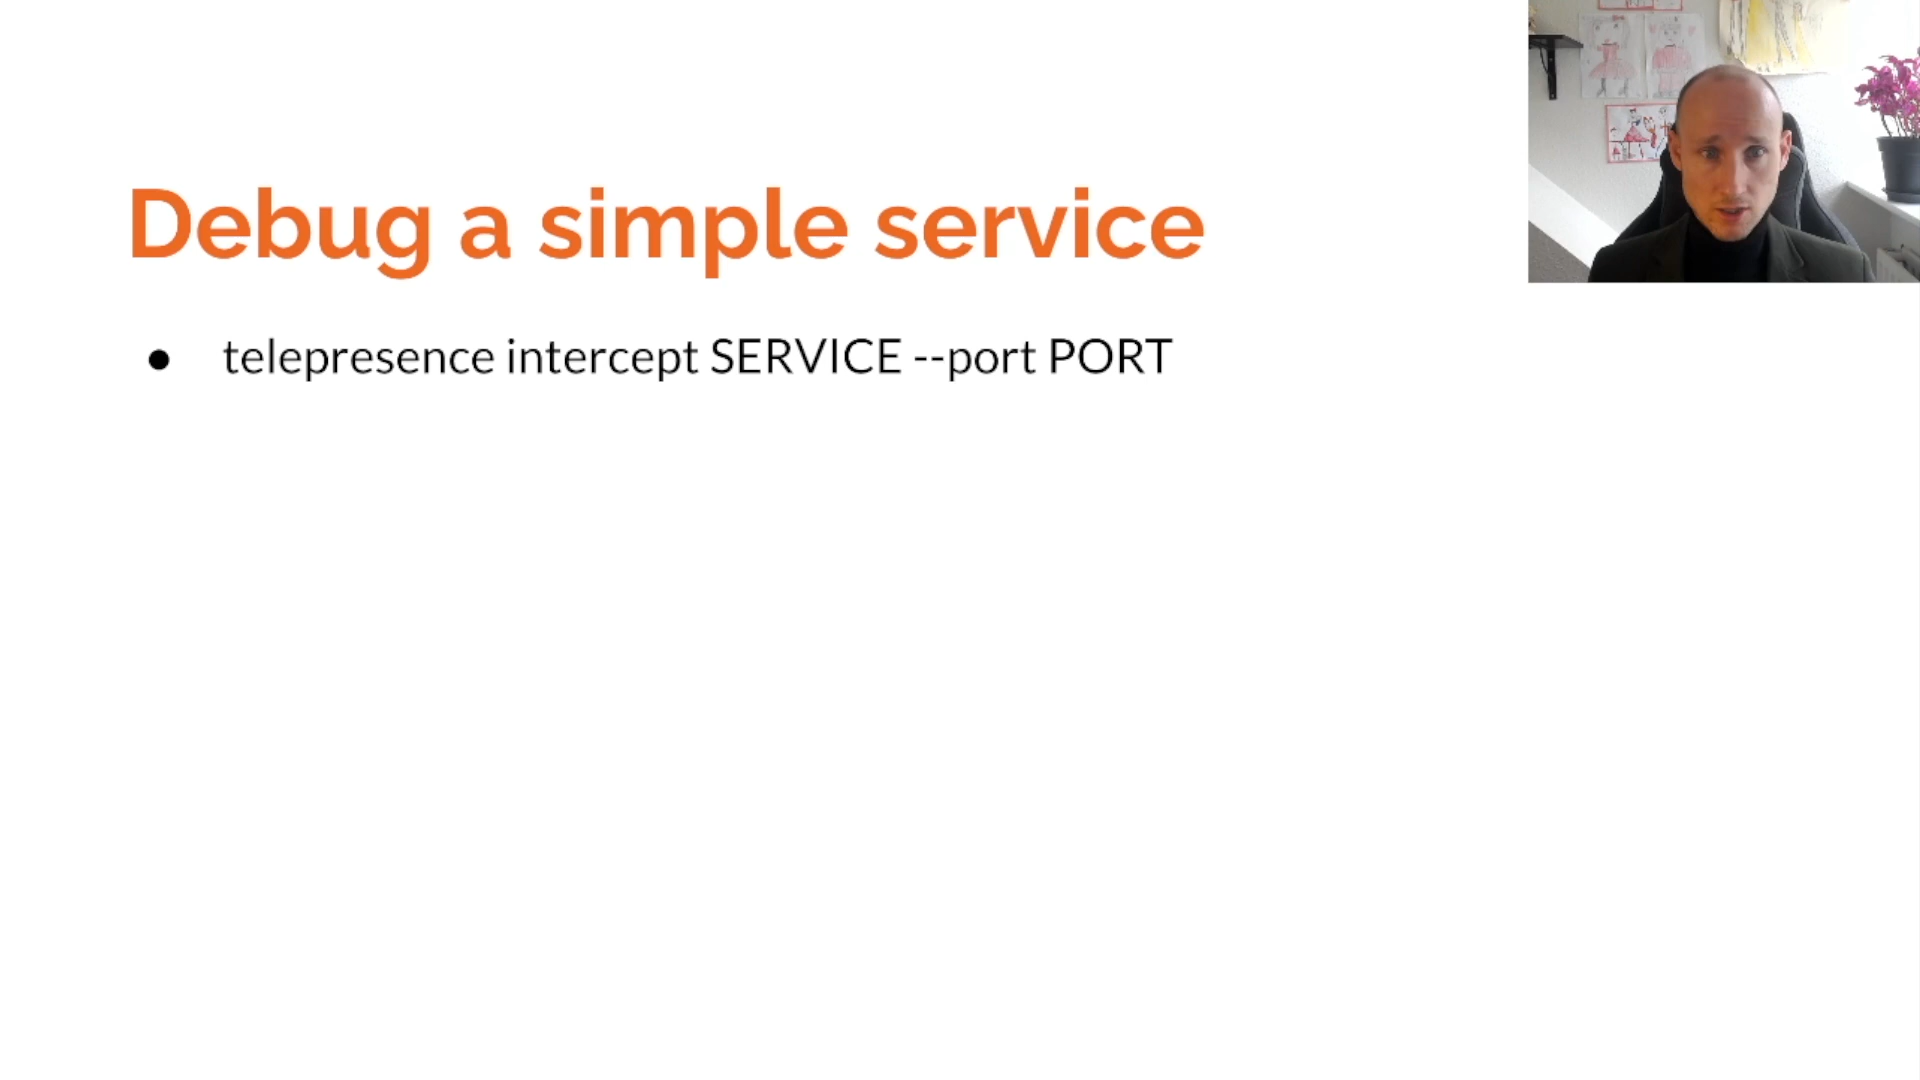 Debug a simple service
● telepresence intercept SERVICE --port PORT